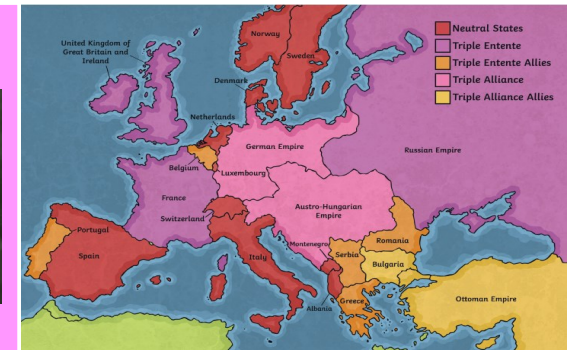 United Kingdom of
Great Britain and
Ireland
Norway
Sweden
Denmark
Netherlands
Belgium
German Empire
Luxembourg
Russian Empire
France
Switzerland
Austro-Hungarian
Empire
Portugal
Spain
Italy
Montenegro
Serbia
Romania
Bulgaria
Albania
Greece
Ottoman Empire
Neutral States
Triple Entente
Triple Entente Allies
Triple Alliance
Triple Alliance Allies